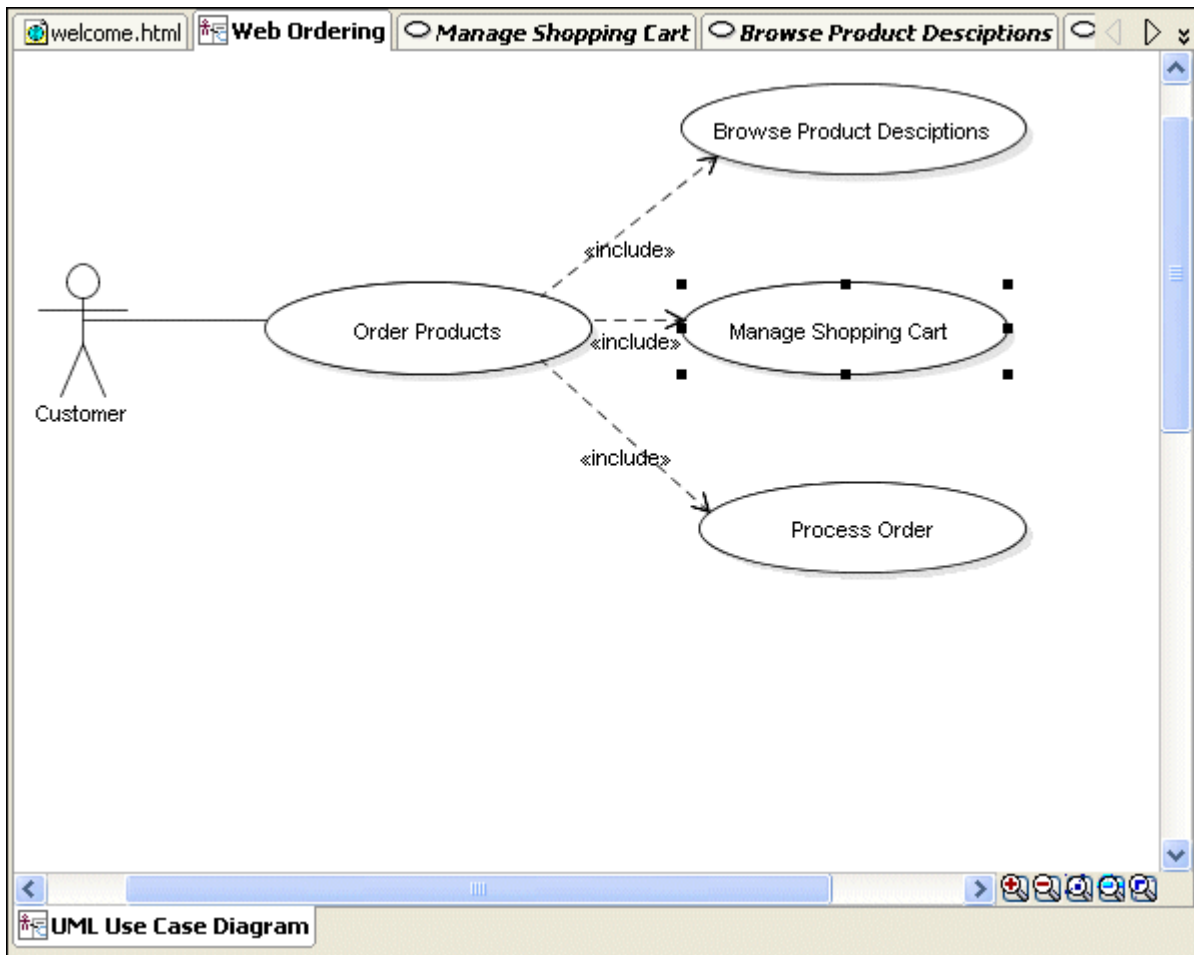 welcome.html Web Ordering Manage Shopping Cart Browse Product Desciptions
Browse Product Desciptions
«include»
Order Products
«include»
Manage Shopping Cart
Customer
«include»
Process Order
UML Use Case Diagram